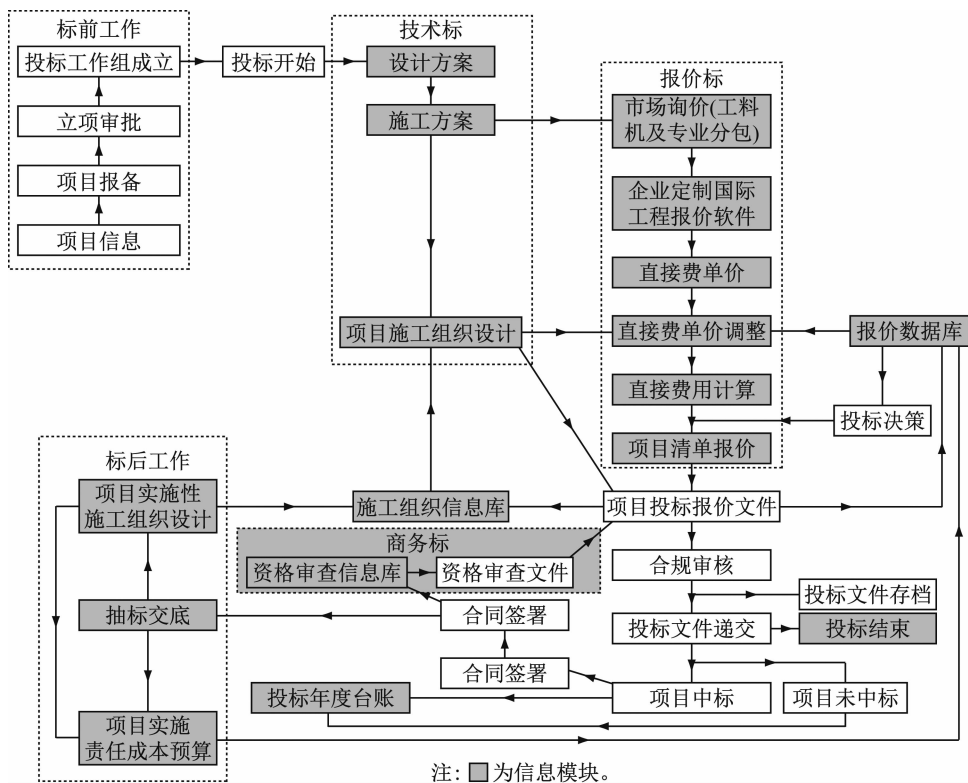 标前工作
投标工作组成立
立项审批
项目报备
项目信息
投标开始
技术标
设计方案
施工方案
项目施工组织设计
报价标
市场询价(工料
机及专业分包)
企业定制国际
工程报价软件
直接费单价
直接费单价调整
直接费用计算
项目清单报价
报价数据库
投标决策
标后工作
项目实施性
施工组织设计
抽标交底
项目实施
责任成本预算
施工组织信息库
项目投标报价文件
商务标
资格审查信息库
资格审查文件
合规审核
投标文件存档
合同签署
投标文件递交
投标结束
合同签署
投标年度台账
项目中标
项目未中标
注:为信息模块。